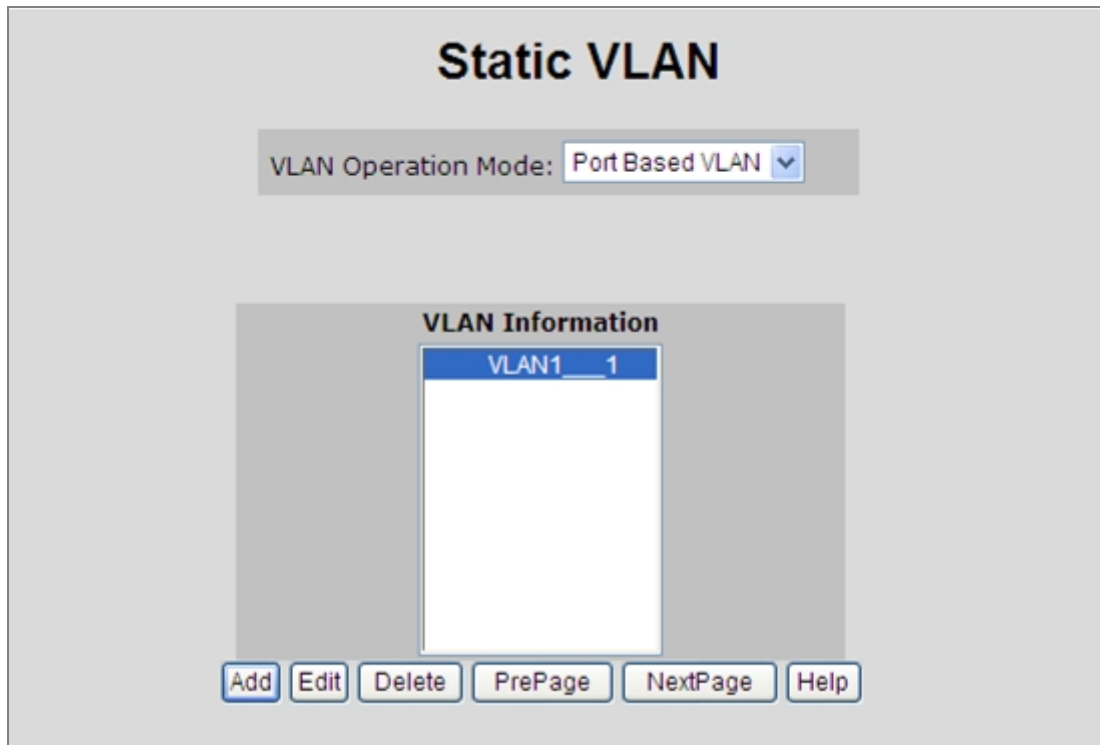 Static VLAN
VLAN Operation Mode: Port Based VLAN
VLAN Information
VLAN1___1
Add Edit Delete PrePage NextPage Help